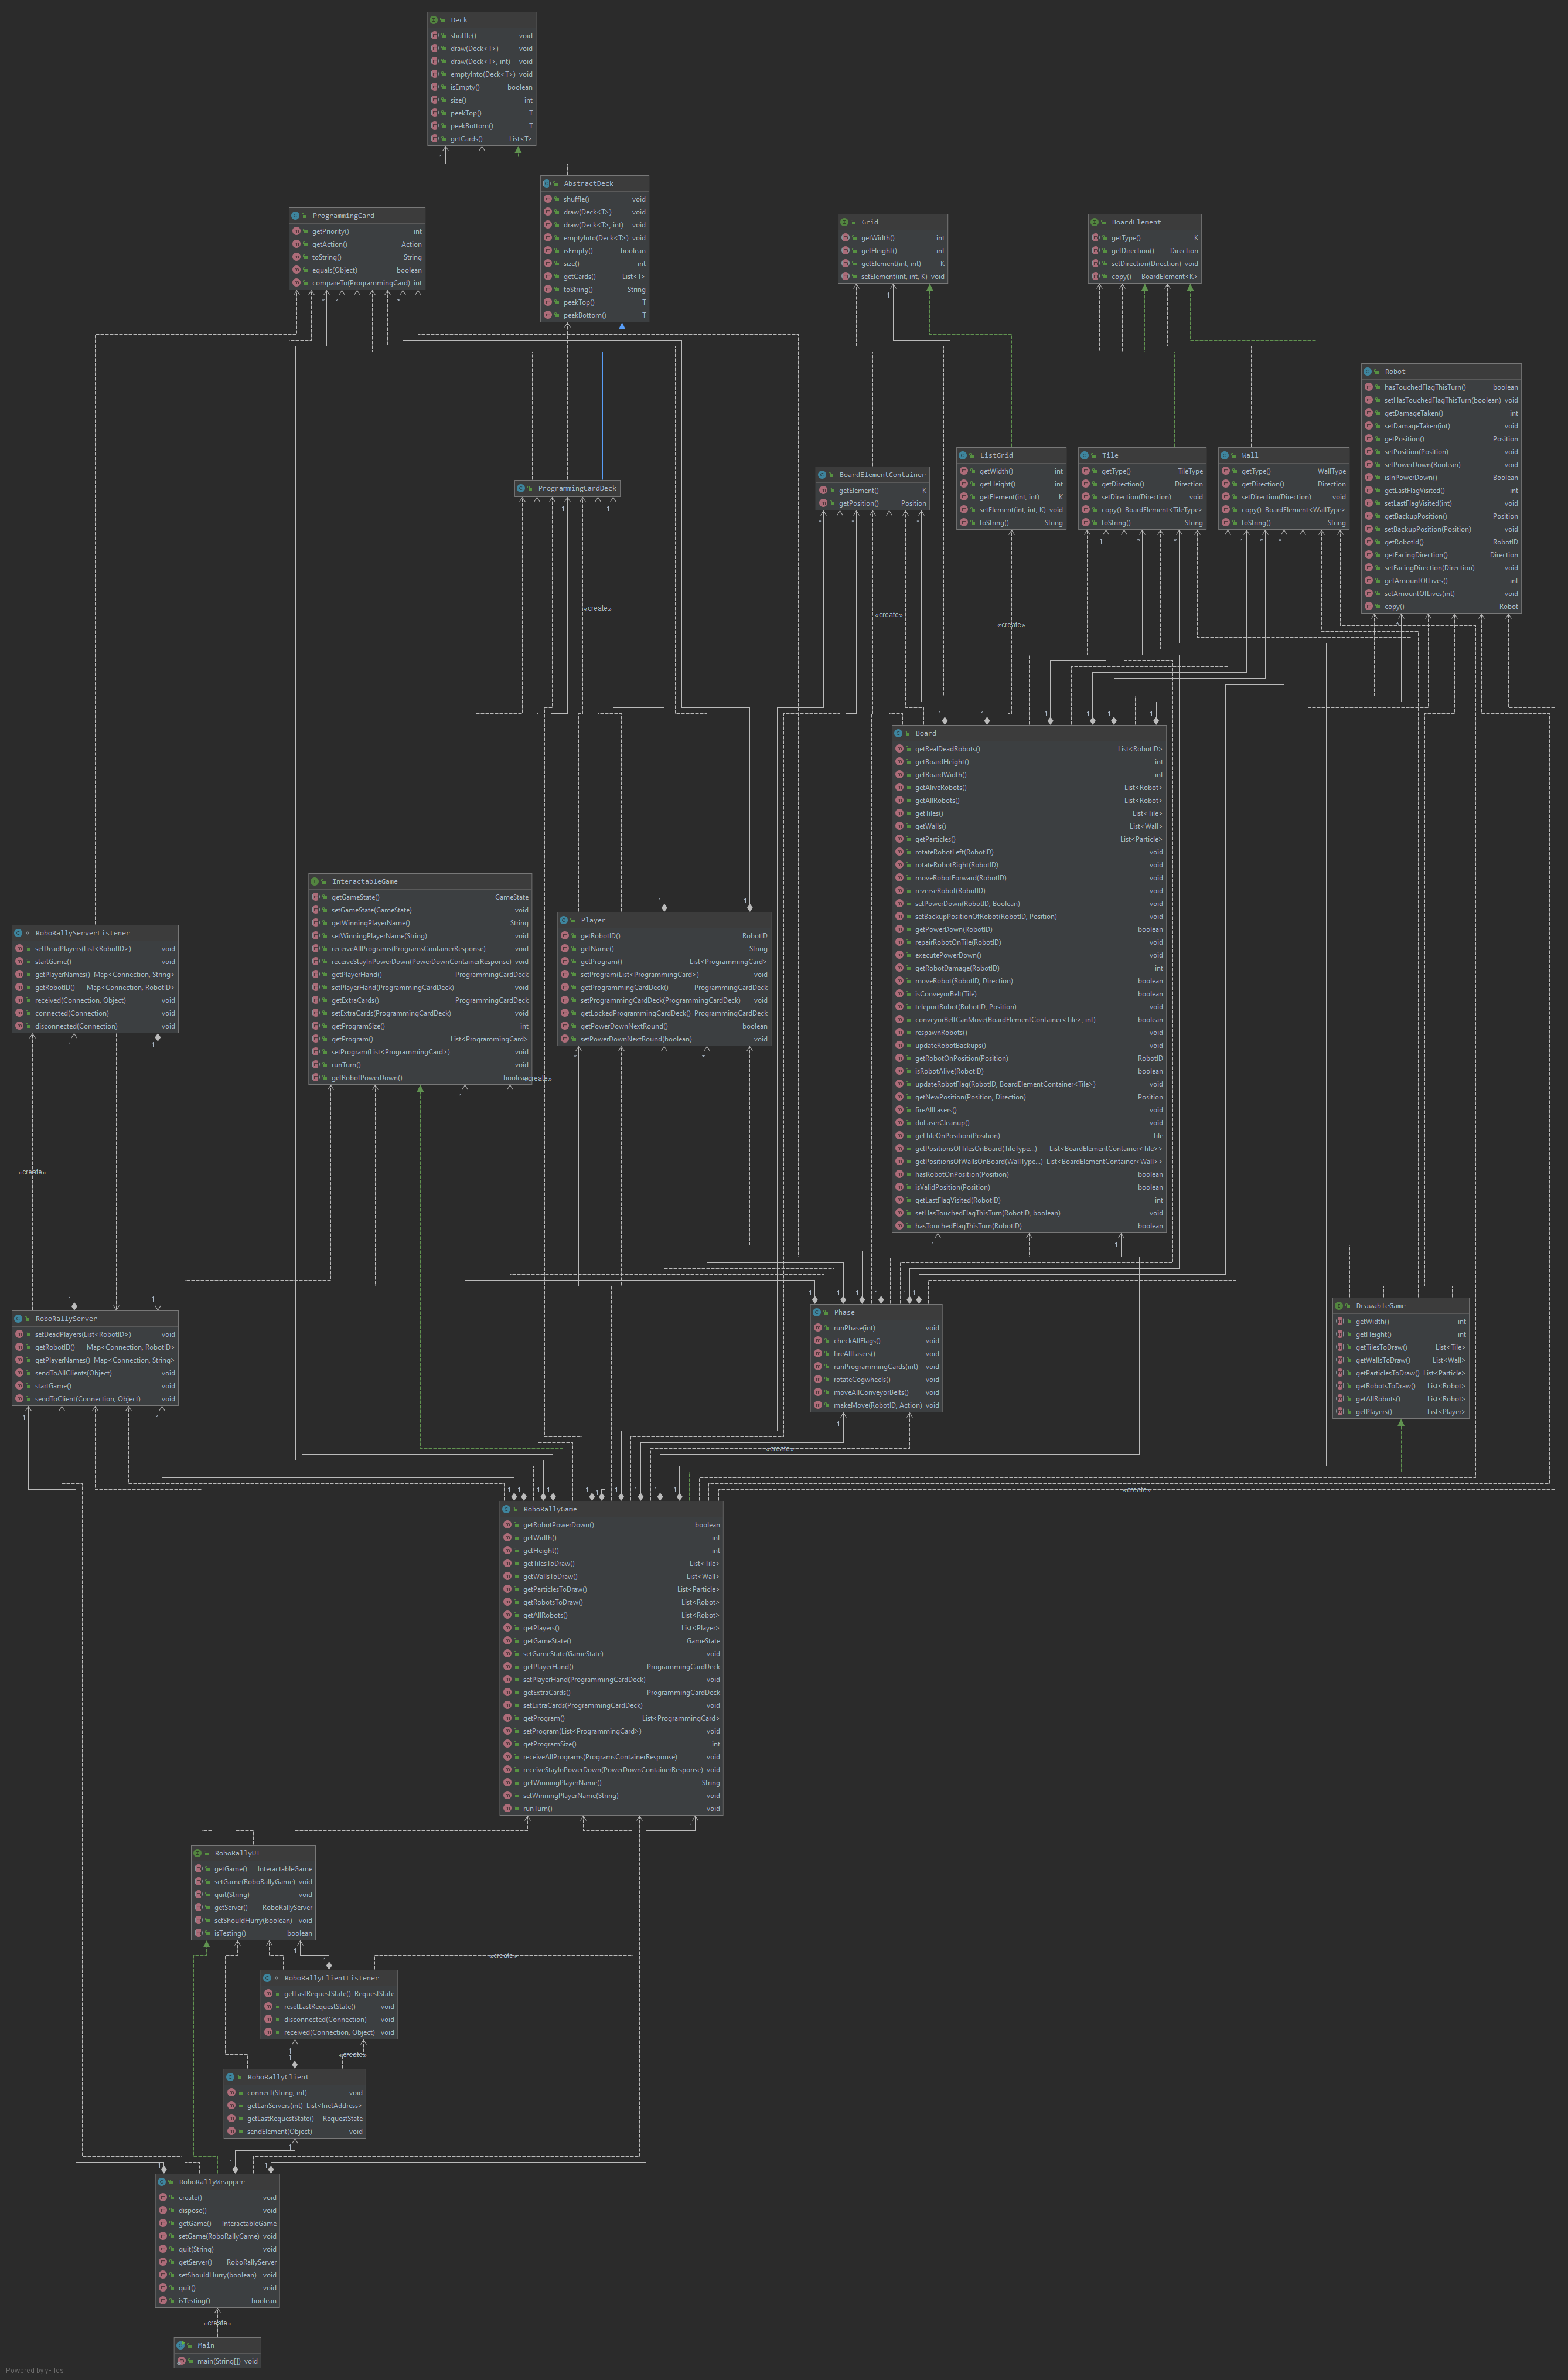 Deck
shuffle() void
draw(Deck<T>) void
draw(Deck<T>, int) void
emptyInto(Deck<T>) void
isEmpty() boolean
size() int
peekTop() T
peekBottom() T
getCards() List<T>
1
AbstractDeck
shuffle() void
draw(Deck<T>) void
draw(Deck<T>, int) void
emptyInto(Deck<T>) void
isEmpty() boolean
size() int
getCards() List<T>
toString() String
peekTop() T
peekBottom() T
ProgrammingCard
getPriority() int
getAction() Action
toString() String
equals(Object) boolean
compareTo(ProgrammingCard) int
Grid
getWidth() int
getHeight() int
getElement(int, int) K
setElement(int, int, K) void
BoardElement
getType() K
getDirection() Direction
setDirection(Direction) void
copy() BoardElement<K>
* 1 * 1
Robot
hasTouchedFlagThisTurn() boolean
setHasTouchedFlagThisTurn(boolean) void
getDamageTaken() int
setDamageTaken(int) void
getPosition() Position
setPosition(Position) void
setPowerDown(Boolean) void
isInPowerDown() Boolean
getLastFlagVisited() int
setLastFlagVisited(int) void
getBackupPosition() Position
setBackupPosition(Position) void
getRobotId() RobotID
getFacingDirection() Direction
setFacingDirection(Direction) void
getAmountOfLives() int
setAmountOfLives(int) void
copy() Robot
ProgrammingCardDeck
BoardElementContainer
getElement() K
getPosition() Position
ListGrid
getWidth() int
getHeight() int
getElement(int, int) K
setElement(int, int, K) void
toString() String
Tile
getType() TileType
getDirection() Direction
setDirection(Direction) void
copy() BoardElement<TileType>
toString() String
Wall
getType() WallType
getDirection() Direction
setDirection(Direction) void
copy() BoardElement<WallType>
toString() String
«create»
«create»
«create»
Board
getRealDeadRobots() List<RobotID>
getBoardHeight() int
getBoardWidth() int
getAliveRobots() List<Robot>
getAllRobots() List<Robot>
getTiles() List<Tile>
getWalls() List<Wall>
getParticles() List<Particle>
rotateRobotLeft(RobotID) void
rotateRobotRight(RobotID) void
moveRobotForward(RobotID) void
reverseRobot(RobotID) void
setPowerDown(RobotID, Boolean) void
setBackupPositionOfRobot(RobotID, Position) void
getPowerDown(RobotID) boolean
repairRobotOnTile(RobotID) void
executePowerDown() void
getRobotDamage(RobotID) int
moveRobot(RobotID, Direction) boolean
isConveyorBelt(Tile) boolean
teleportRobot(RobotID, Position) void
conveyorBeltCanMove(BoardElementContainer<Tile>, int) boolean
respawnRobots() void
updateRobotBackups() void
getRobotOnPosition(Position) RobotID
isRobotAlive(RobotID) boolean
updateRobotFlag(RobotID, BoardElementContainer<Tile>) void
getNewPosition(Position, Direction) Position
fireAllLasers() void
doLaserCleanup() void
getTileOnPosition(Position) Tile
getPositionsOfTilesOnBoard(TileType...) List<BoardElementContainer<Tile>>
getPositionsOfWallsOnBoard(WallType...) List<BoardElementContainer<Wall>>
hasRobotOnPosition(Position) boolean
isValidPosition(Position) boolean
getLastFlagVisited(RobotID) int
setHasTouchedFlagThisTurn(RobotID, boolean) void
hasTouchedFlagThisTurn(RobotID) boolean
InteractableGame
getGameState() GameState
setGameState(GameState) void
getWinningPlayerName() String
setWinningPlayerName(String) void
receiveAllPrograms(ProgramsContainerResponse) void
receiveStayInPowerDown(PowerDownContainerResponse) void
getPlayerHand() ProgrammingCardDeck
setPlayerHand(ProgrammingCardDeck) void
getExtraCards() ProgrammingCardDeck
setExtraCards(ProgrammingCardDeck) void
getProgramSize() int
getProgram() List<ProgrammingCard>
setProgram(List<ProgrammingCard>) void
runTurn() void
getRobotPowerDown() boolean
«create»
Player
getRobotID() RobotID
getName() String
getProgram() List<ProgrammingCard>
setProgram(List<ProgrammingCard>) void
getProgrammingCardDeck() ProgrammingCardDeck
setProgrammingCardDeck(ProgrammingCardDeck) void
getLockedProgrammingCardDeck() ProgrammingCardDeck
getPowerDownNextRound() boolean
setPowerDownNextRound(boolean) void
RoboRallyServerListener
setDeadPlayers(List<RobotID>) void
startGame() void
getPlayerNames() Map<Connection, String>
getRobotID() Map<Connection, RobotID>
received(Connection, Object) void
connected(Connection) void
disconnected(Connection) void
«create»
RoboRallyServer
setDeadPlayers(List<RobotID>) void
getRobotID() Map<Connection, RobotID>
getPlayerNames() Map<Connection, String>
sendToAllClients(Object) void
startGame() void
sendToClient(Connection, Object) void
Phase
runPhase(int) void
checkAllFlags() void
fireAllLasers() void
runProgrammingCards(int) void
rotateCogwheels() void
moveAllConveyorBelts() void
makeMove(RobotID, Action) void
DrawableGame
getWidth() int
getHeight() int
getTilesToDraw() List<Tile>
getWallsToDraw() List<Wall>
getParticlesToDraw() List<Particle>
getRobotsToDraw() List<Robot>
getAllRobots() List<Robot>
getPlayers() List<Player>
«create»
«create»
RoboRallyGame
getRobotPowerDown() boolean
getWidth() int
getHeight() int
getTilesToDraw() List<Tile>
getWallsToDraw() List<Wall>
getParticlesToDraw() List<Particle>
getRobotsToDraw() List<Robot>
getAllRobots() List<Robot>
getPlayers() List<Player>
getGameState() GameState
setGameState(GameState) void
getPlayerHand() ProgrammingCardDeck
setPlayerHand(ProgrammingCardDeck) void
getExtraCards() ProgrammingCardDeck
setExtraCards(ProgrammingCardDeck) void
getProgram() List<ProgrammingCard>
setProgram(List<ProgrammingCard>) void
getProgramSize() int
receiveAllPrograms(ProgramsContainerResponse) void
receiveStayInPowerDown(PowerDownContainerResponse) void
getWinningPlayerName() String
setWinningPlayerName(String) void
runTurn() void
RoboRallyUI
getGame() InteractableGame
setGame(RoboRallyGame) void
quit(String) void
getServer() RoboRallyServer
setShouldHurry(boolean) void
isTesting() boolean
«create»
RoboRallyClientListener
getLastRequestState() RequestState
resetLastRequestState() void
disconnected(Connection) void
received(Connection, Object) void
«create»
RoboRallyClient
connect(String, int) void
getLanServers(int) List<InetAddress>
getLastRequestState() RequestState
sendElement(Object) void
RoboRallyWrapper
create() void
dispose() void
getGame() InteractableGame
setGame(RoboRallyGame) void
quit(String) void
getServer() RoboRallyServer
setShouldHurry(boolean) void
quit() void
isTesting() boolean
«create»
Main
main(String[]) void
Powered by yFiles